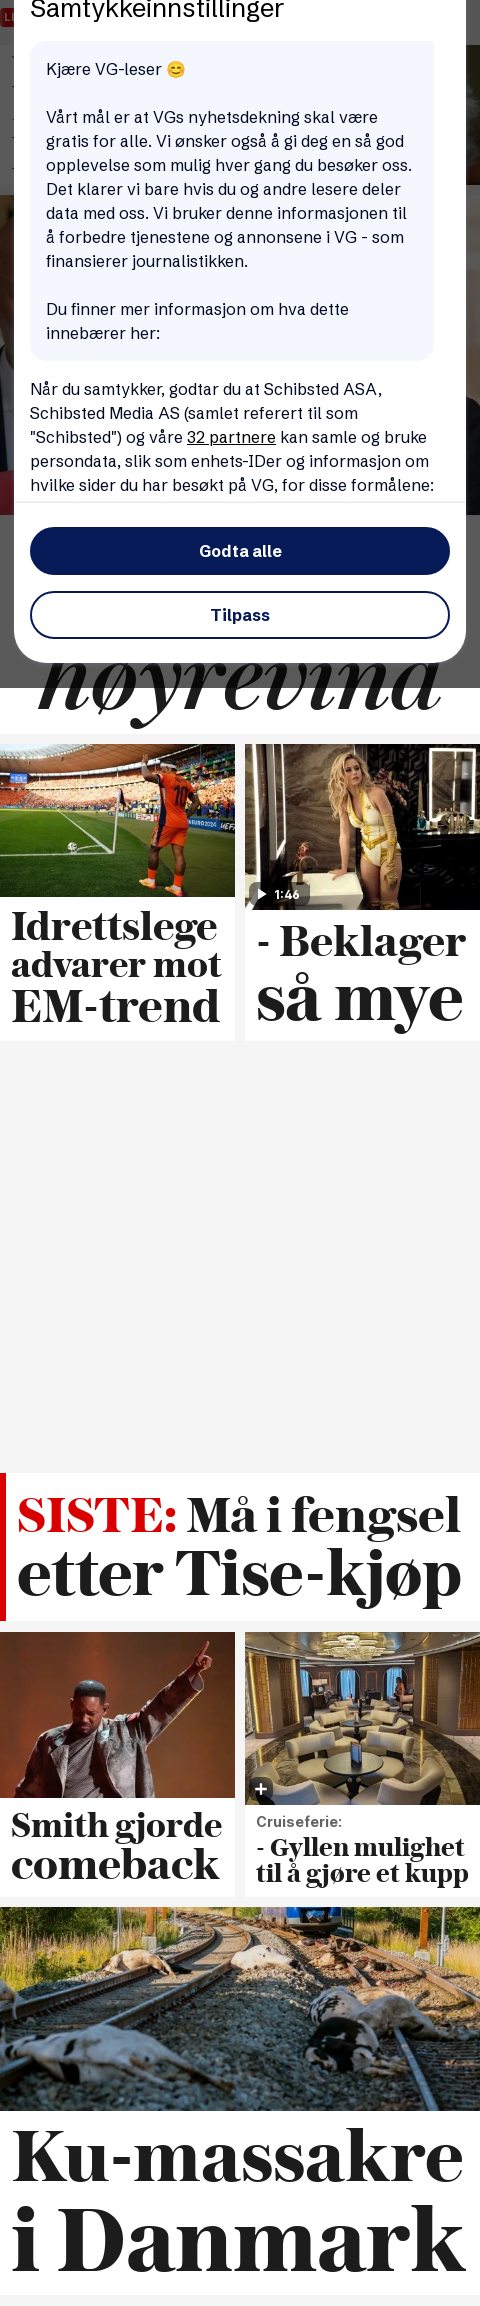 Samtykkeinnstillinger
Kjære VG-leser 😊
Vårt mål er at VGs nyhetsdekning skal være
gratis for alle. Vi ønsker også å gi deg en så god
opplevelse som mulig hver gang du besøker oss.
Det klarer vi bare hvis du og andre lesere deler
data med oss. Vi bruker denne informasjonen til
å forbedre tjenestene og annonsene i VG - som
finansierer journalistikken.
Du finner mer informasjon om hva dette
innebærer her:
Når du samtykker, godtar du at Schibsted ASA,
Schibsted Media AS (samlet referert til som
"Schibsted") og våre 32 partnere kan samle og bruke
persondata, slik som enhets-IDer og informasjon om
hvilke sider du har besøkt på VG, for disse formålene:
Godta alle
Tilpass
høyrevind
10
EURO2024
UEFA
1:46
Idrettslege
advarer mot
EM-trend
- Beklager
så mye
SISTE: Må i fengsel
etter Tise-kjøp
Smith gjorde
comeback
Cruiseferie:
- Gyllen mulighet
til å gjøre et kupp
Ku-massakre
i Danmark